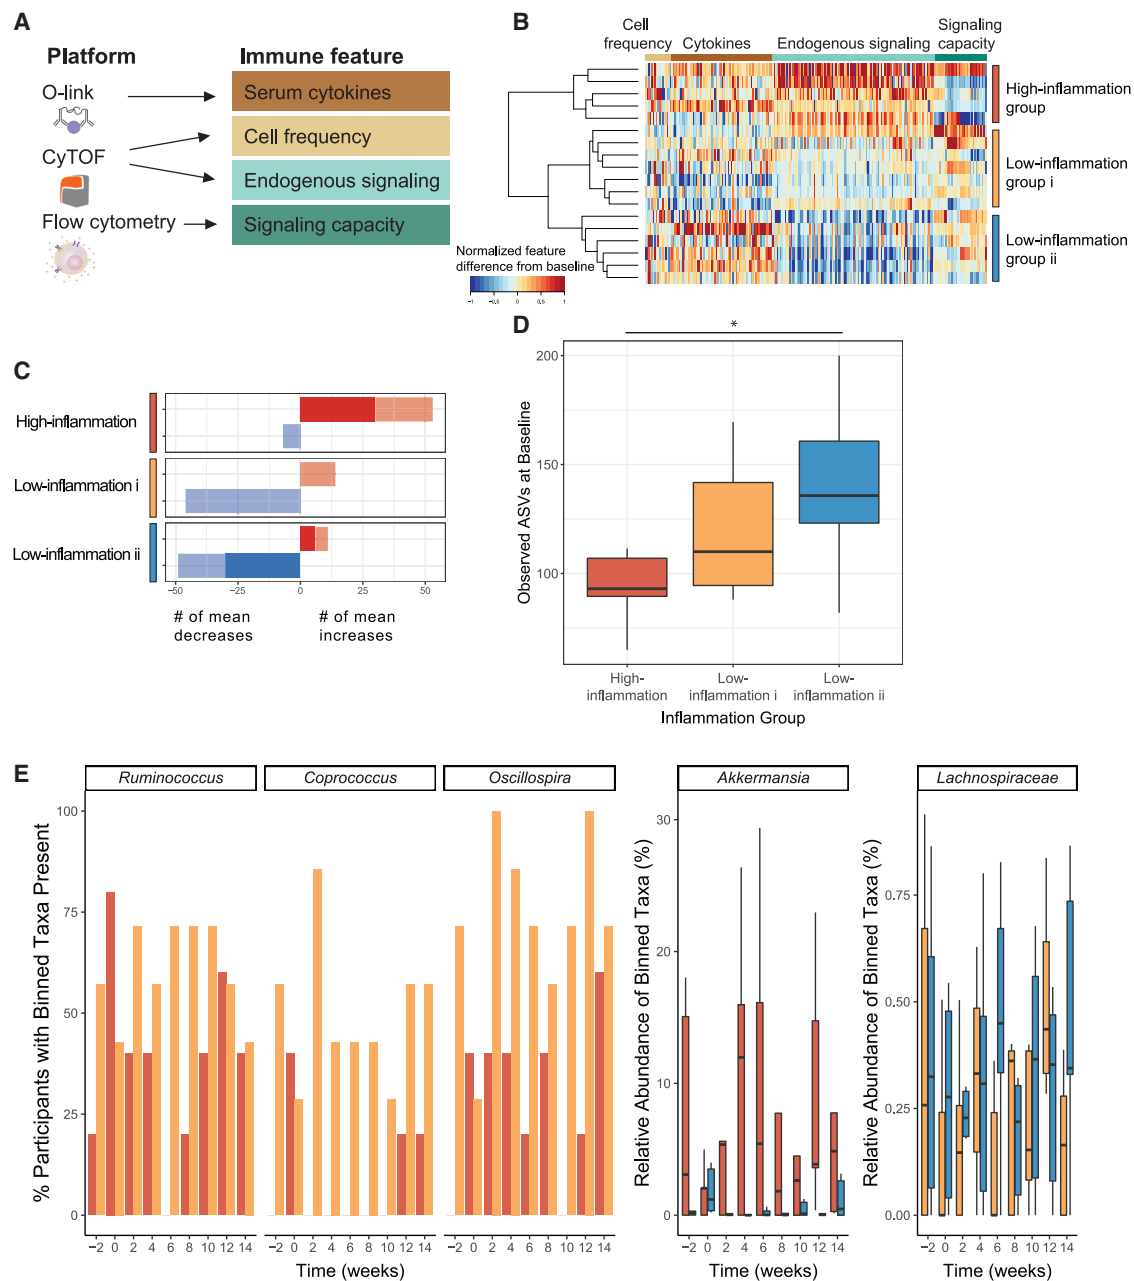 A
Platform
Immune feature
O-link
Serum cytokines
Cell frequency
CyTOF
Endogenous signaling
Flow cytometry
Signaling capacity
B
Cell
frequency
Cytokines
Endogenous signaling
Signaling
capacity
High-inflammation
group
Low-inflammation
group i
Low-inflammation
group ii
Normalized feature
difference from baseline
-1 -0.5 0 0.5 1
C
High-inflammation
Low-inflammation i
Low-inflammation ii
−50 −25 0 25 50
# of mean
decreases
# of mean
increases
D
*
Observed ASVs at Baseline
200
150
100
High-
inflammation
Low-
inflammation i
Low-
inflammation ii
Inflammation Group
E
Ruminococcus
Coprococcus
Oscillospira
% Participants with Binned Taxa Present
100
75
50
25
0
−2 0 2 4 6 8 10 12 14
−2 0 2 4 6 8 10 12 14
−2 0 2 4 6 8 10 12 14
Time (weeks)
Akkermansia
Relative Abundance of Binned Taxa (%)
30
20
10
0
−2 0 2 4 6 8 10 12 14
Time (weeks)
Lachnospiraceae
Relative Abundance of Binned Taxa (%)
0.75
0.50
0.25
0.00
−2 0 2 4 6 8 10 12 14
Time (weeks)